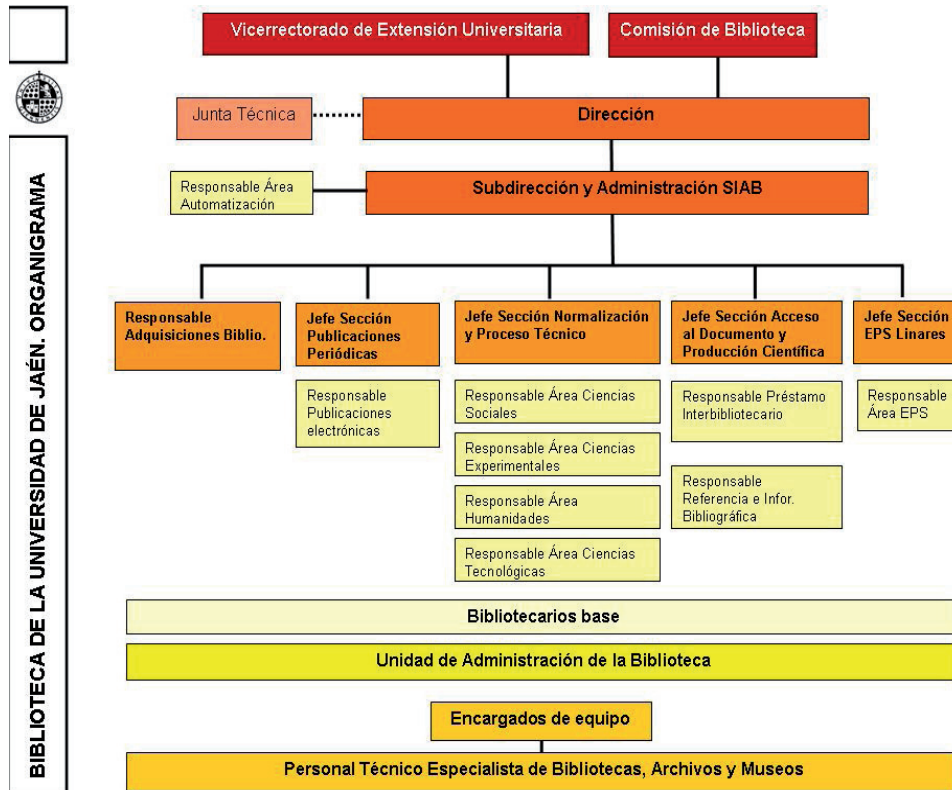 BIBLIOTECA DE LA UNIVERSIDAD DE JAÉN. ORGANIGRAMA
Vicerrectorado de Extensión Universitaria
Comisión de Biblioteca
Junta Técnica
Dirección
Responsable Área
Automatización
Subdirección y Administración SIAB
Responsable
Adquisiciones Biblio.
Jefe Sección
Publicaciones
Periódicas
Jefe Sección Normalización
y Proceso Técnico
Jefe Sección Acceso
al Documento y
Producción Científica
Jefe Sección
EPS Linares
Responsable
Publicaciones
electrónicas
Responsable Área Ciencias
Sociales
Responsable Área Ciencias
Experimentales
Responsable Área
Humanidades
Responsable Área Ciencias
Tecnológicas
Responsable Préstamo
Interbibliotecario
Responsable
Referencia e Infor.
Bibliográfica
Responsable
Área EPS
Bibliotecarios base
Unidad de Administración de la Biblioteca
Encargados de equipo
Personal Técnico Especialista de Bibliotecas, Archivos y Museos